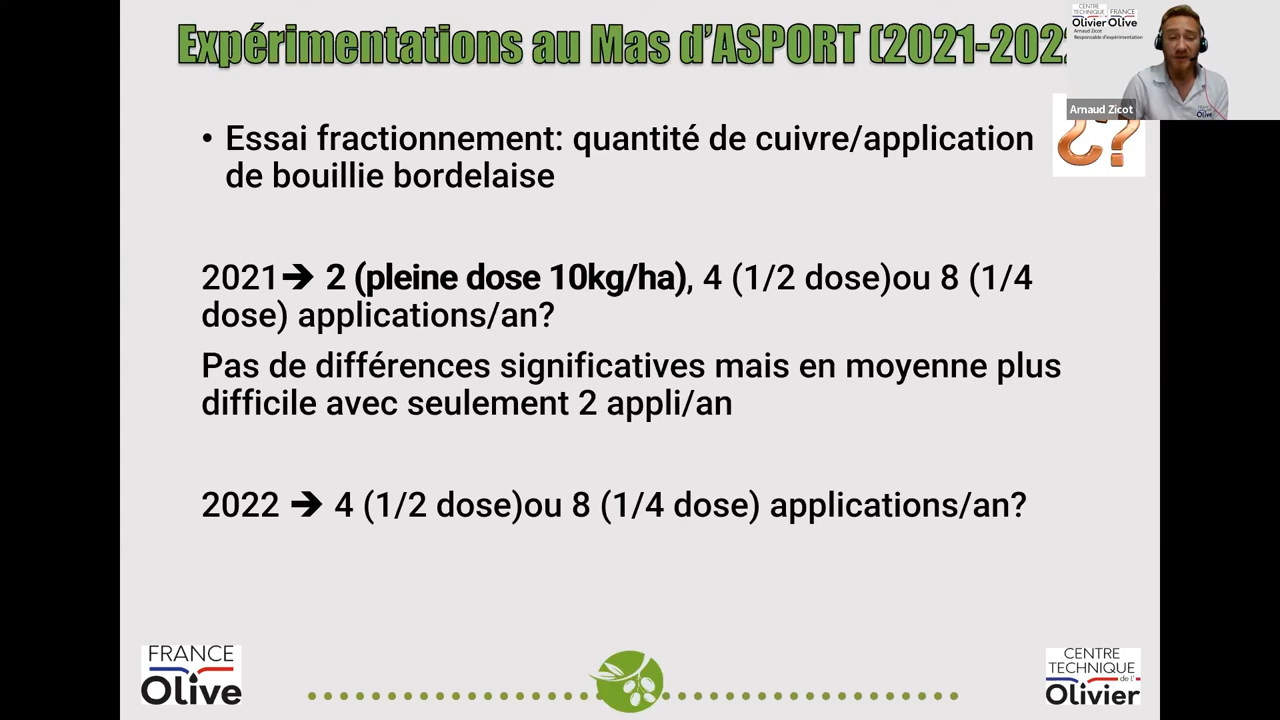 Expérimentations au Mas d'ASPORT (2021-202
CENTRE TECHNIQUE
Olivier
FRANCE
Olive
Arnaud Zicot
Responsable d'expérimentation
Arnaud Zicot
¿?
• Essai fractionnement: quantité de cuivre/application
de bouillie bordelaise
2021➔ 2 (pleine dose 10kg/ha), 4 (1/2 dose)ou 8 (1/4
dose) applications/an?
Pas de différences significatives mais en moyenne plus
difficile avec seulement 2 appli/an
2022 ➔ 4 (1/2 dose)ou 8 (1/4 dose) applications/an?
FRANCE
Olive
CENTRE
TECHNIQUE
de l'
Olivier